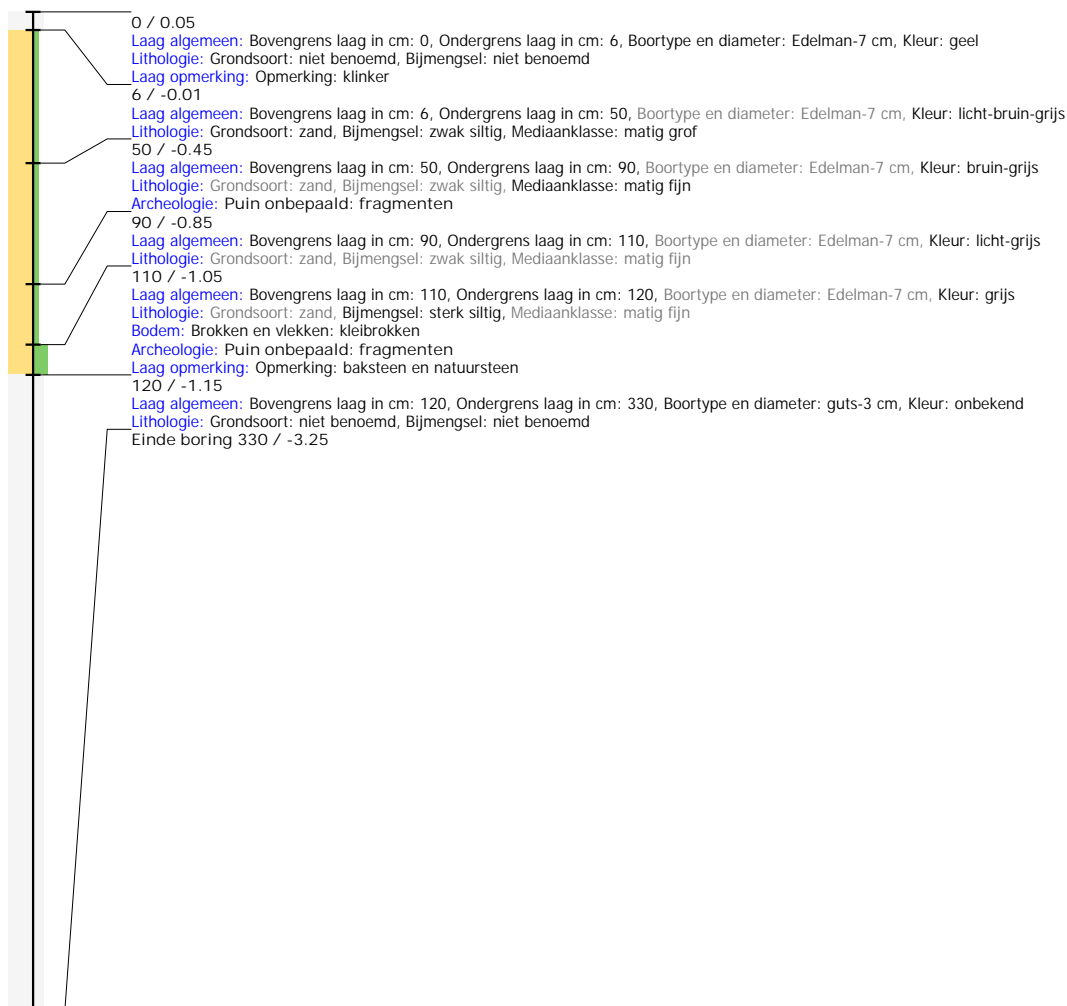 0 / 0.05
Laag algemeen: Bovengrens laag in cm: 0, Ondergrens laag in cm: 6, Boortype en diameter: Edelman-7 cm, Kleur: geel
Lithologie: Grondsoort: niet benoemd, Bijmengsel: niet benoemd
Laag opmerking: Opmerking: klinker
6 / -0.01
Laag algemeen: Bovengrens laag in cm: 6, Ondergrens laag in cm: 50, Boortype en diameter: Edelman-7 cm, Kleur: licht-bruin-grijs
Lithologie: Grondsoort: zand, Bijmengsel: zwak siltig, Mediaanklasse: matig grof
50 / -0.45
Laag algemeen: Bovengrens laag in cm: 50, Ondergrens laag in cm: 90, Boortype en diameter: Edelman-7 cm, Kleur: bruin-grijs
Lithologie: Grondsoort: zand, Bijmengsel: zwak siltig, Mediaanklasse: matig fijn
Archeologie: Puin onbepaald: fragmenten
90 / -0.85
Laag algemeen: Bovengrens laag in cm: 90, Ondergrens laag in cm: 110, Boortype en diameter: Edelman-7 cm, Kleur: licht-grijs
Lithologie: Grondsoort: zand, Bijmengsel: zwak siltig, Mediaanklasse: matig fijn
110 / -1.05
Laag algemeen: Bovengrens laag in cm: 110, Ondergrens laag in cm: 120, Boortype en diameter: Edelman-7 cm, Kleur: grijs
Lithologie: Grondsoort: zand, Bijmengsel: sterk siltig, Mediaanklasse: matig fijn
Bodem: Brokken en vlekken: kleibrokken
Archeologie: Puin onbepaald: fragmenten
Laag opmerking: Opmerking: baksteen en natuursteen
120 / -1.15
Laag algemeen: Bovengrens laag in cm: 120, Ondergrens laag in cm: 330, Boortype en diameter: guts-3 cm, Kleur: onbekend
Lithologie: Grondsoort: niet benoemd, Bijmengsel: niet benoemd
Einde boring 330 / -3.25